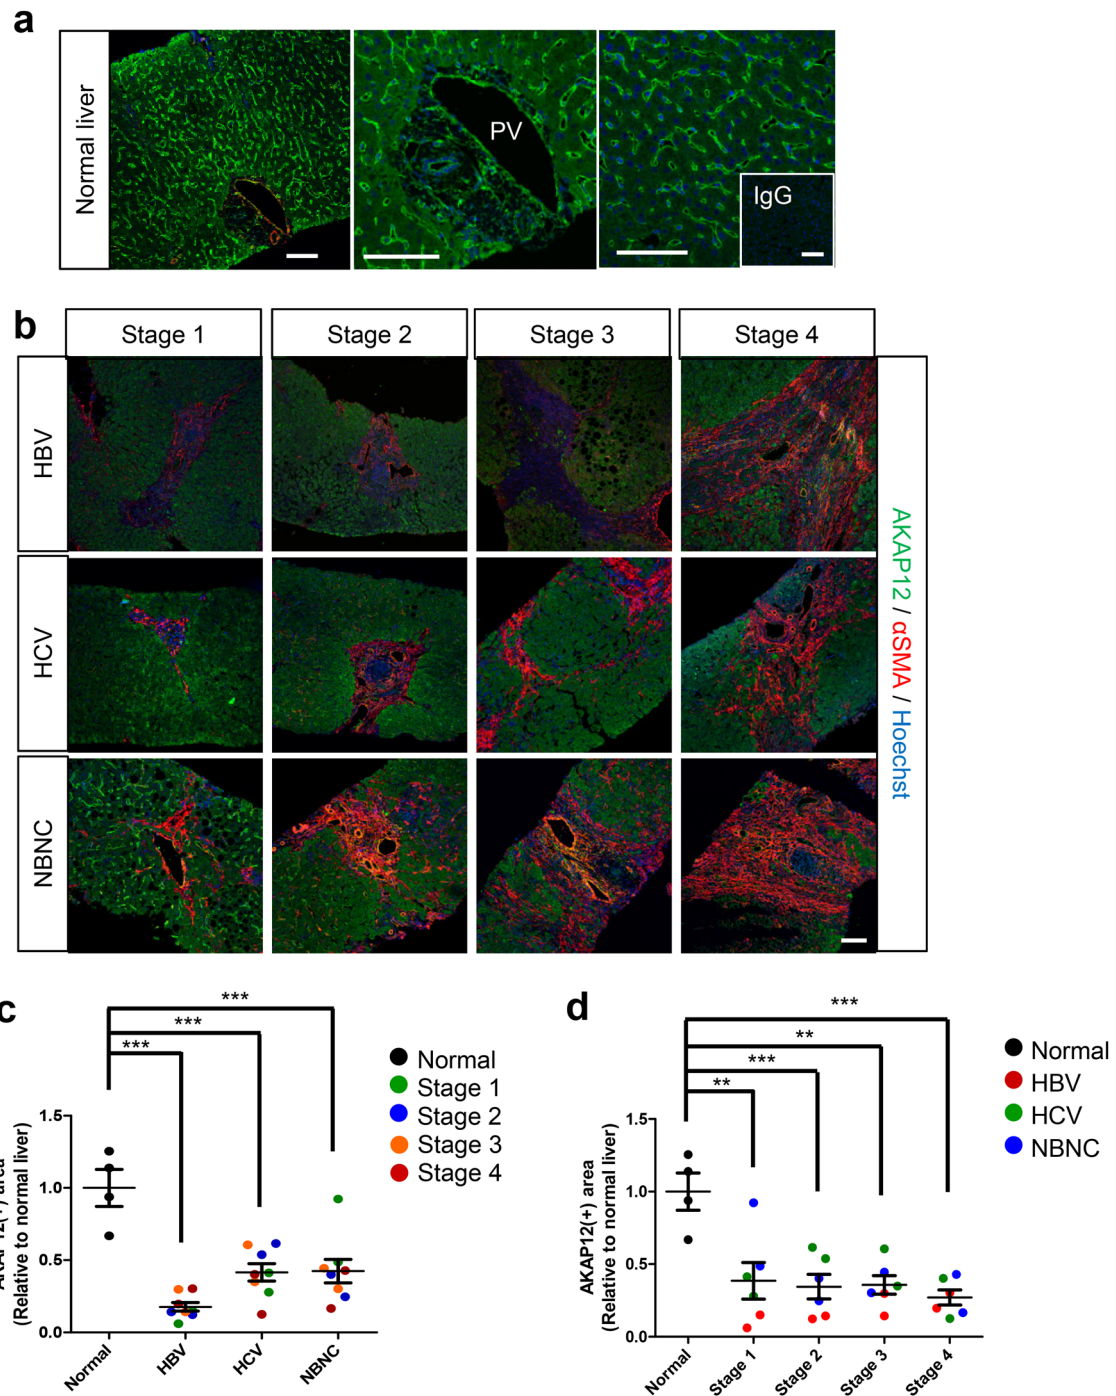 a
Normal liver
PV
IgG
b
Stage 1
Stage 2
Stage 3
Stage 4
HBV
HCV
NBNC
AKAP12 / αSMA / Hoechst
c
***
***
***
Normal
Stage 1
Stage 2
Stage 3
Stage 4
AKAP12(+) area
(Relative to normal liver)
1.5
1.0
0.5
0.0
Normal
HBV
HCV
NBNC
d
***
**
***
**
Normal
HBV
HCV
NBNC
AKAP12(+) area
(Relative to normal liver)
1.5
1.0
0.5
0.0
Normal
Stage 1
Stage 2
Stage 3
Stage 4